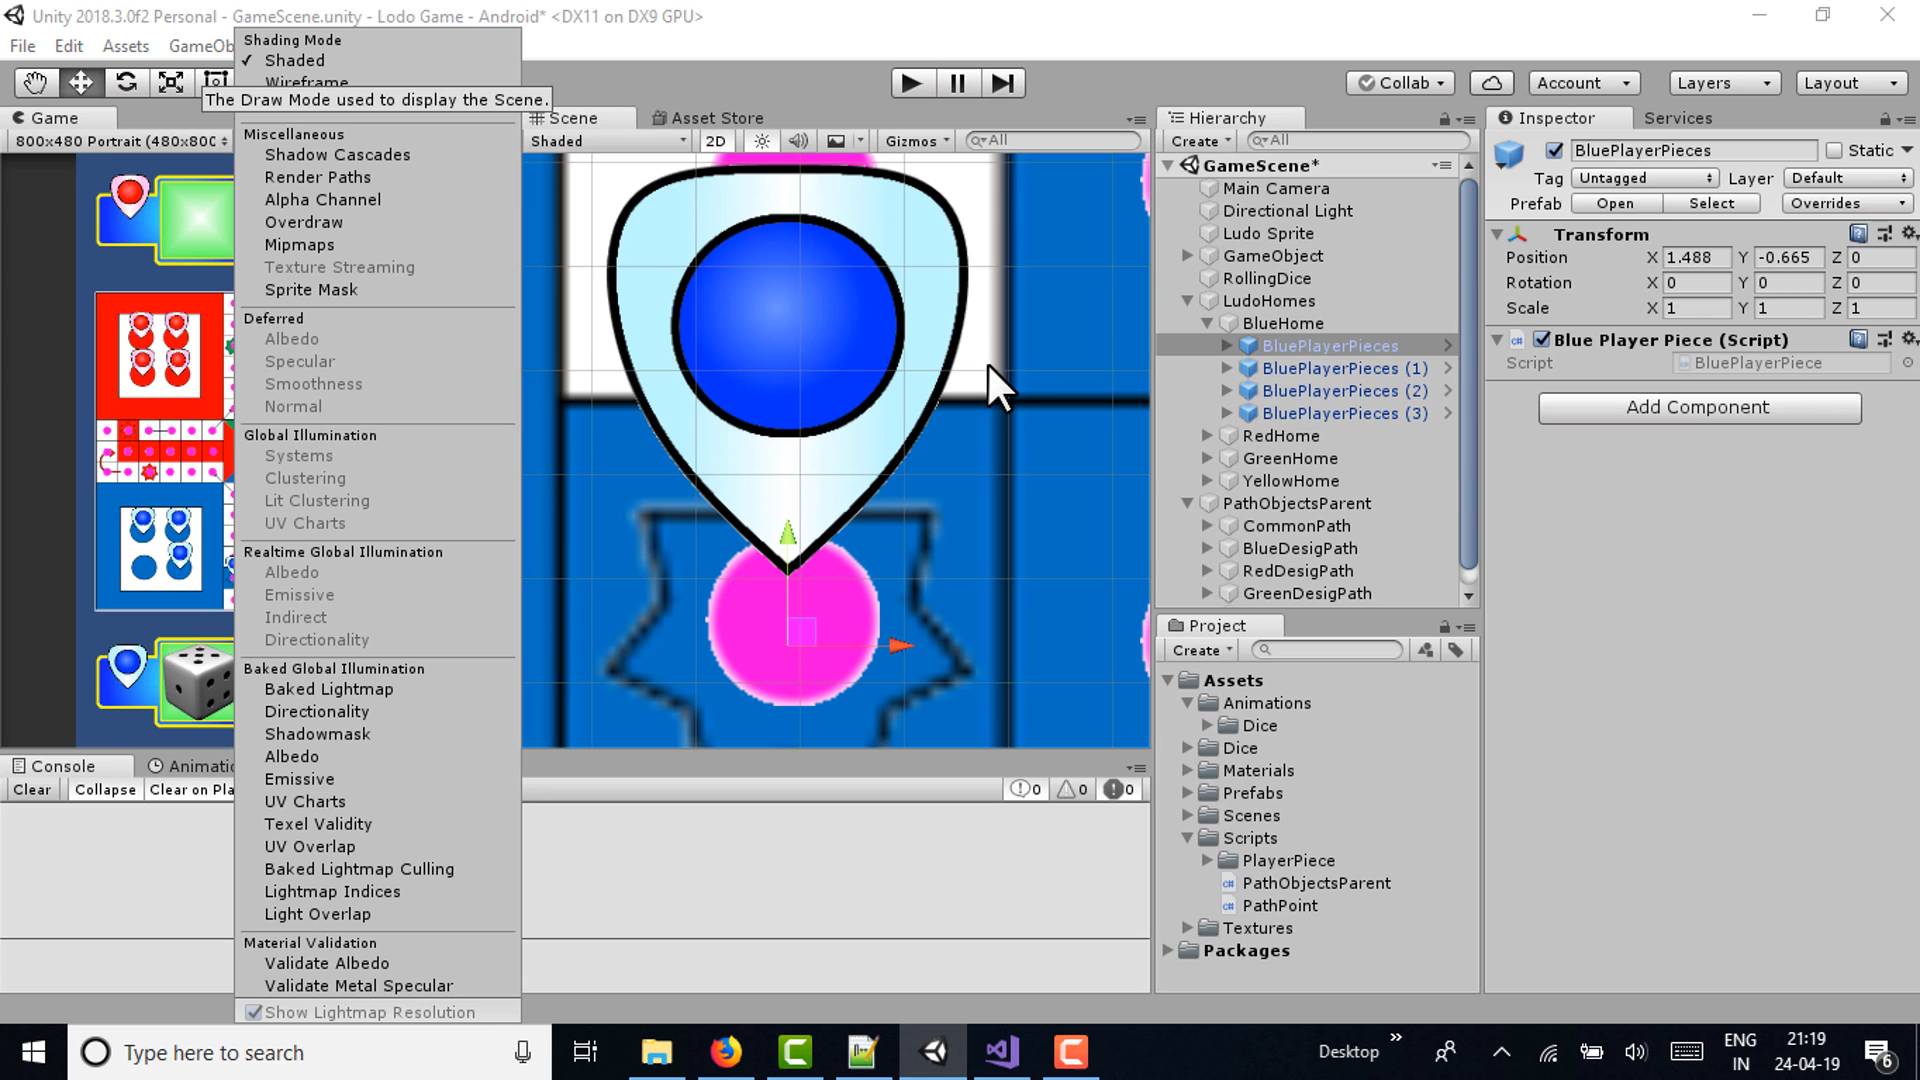 Unity 2018.3.0f2 Personal - GameScene.unity - Lodo Game - Android* <DX11 on DX9 GPU>
File Edit Assets GameOb
Shading Mode
✓ Shaded
Wireframe
The Draw Mode used to display the Scene.
Miscellaneous
Shadow Cascades
Render Paths
Alpha Channel
Overdraw
Mipmaps
Texture Streaming
Sprite Mask
Deferred
Albedo
Specular
Smoothness
Normal
Global Illumination
Systems
Clustering
Lit Clustering
UV Charts
Realtime Global Illumination
Albedo
Emissive
Indirect
Directionality
Baked Global Illumination
Baked Lightmap
Directionality
Shadowmask
Albedo
Emissive
UV Charts
Texel Validity
UV Overlap
Baked Lightmap Culling
Lightmap Indices
Light Overlap
Material Validation
Validate Albedo
Validate Metal Specular
Show Lightmap Resolution
Collab Account Layers Layout
Game
800x480 Portrait (480x800
Scene Asset Store
Shaded 2D Gizmos All
Console Animatio
Clear Collapse Clear on Pla 0 0 0
Hierarchy
Create All
GameScene*
Main Camera
Directional Light
Ludo Sprite
GameObject
RollingDice
LudoHomes
BlueHome
BluePlayerPieces
BluePlayerPieces (1)
BluePlayerPieces (2)
BluePlayerPieces (3)
RedHome
GreenHome
YellowHome
PathObjectsParent
CommonPath
BlueDesigPath
RedDesigPath
GreenDesigPath
Project
Create
Assets
Animations
Dice
Dice
Materials
Prefabs
Scenes
Scripts
PlayerPiece
PathObjectsParent
PathPoint
Textures
Packages
Inspector Services
BluePlayerPieces Static
Tag Untagged Layer Default
Prefab Open Select Overrides
Transform
Position X 1.488 Y -0.665 Z 0
Rotation X 0 Y 0 Z 0
Scale X 1 Y 1 Z 1
Blue Player Piece (Script)
Script BluePlayerPiece
Add Component
Type here to search
Desktop
ENG
IN
21:19
24-04-19
6